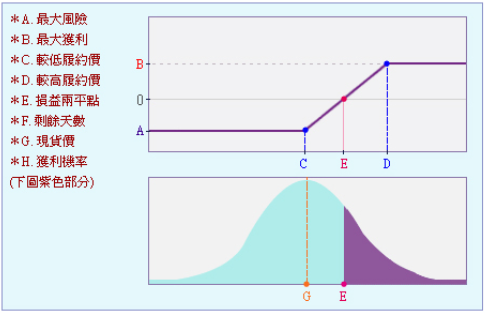 ＊A. 最大風險
＊B. 最大獲利
＊C. 較低履約價
＊D. 較高履約價
＊E. 損益兩平點
＊F. 剩餘天數
＊G. 現貨價
＊H. 獲利機率
(下圖紫色部分)
B
0
A
C E D
G E